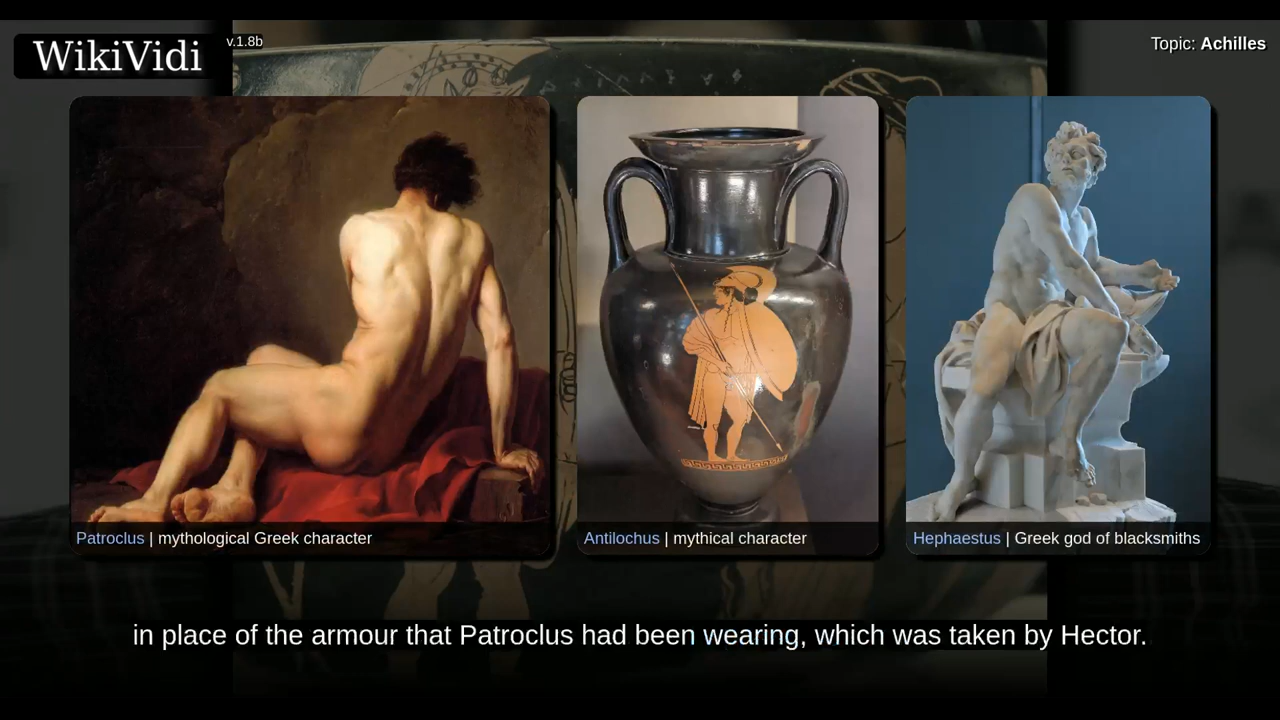 WikiVidi
v.1.8b
Topic: Achilles
Patroclus | mythological Greek character
Antilochus | mythical character
Hephaestus | Greek god of blacksmiths
in place of the armour that Patroclus had been wearing, which was taken by Hector.